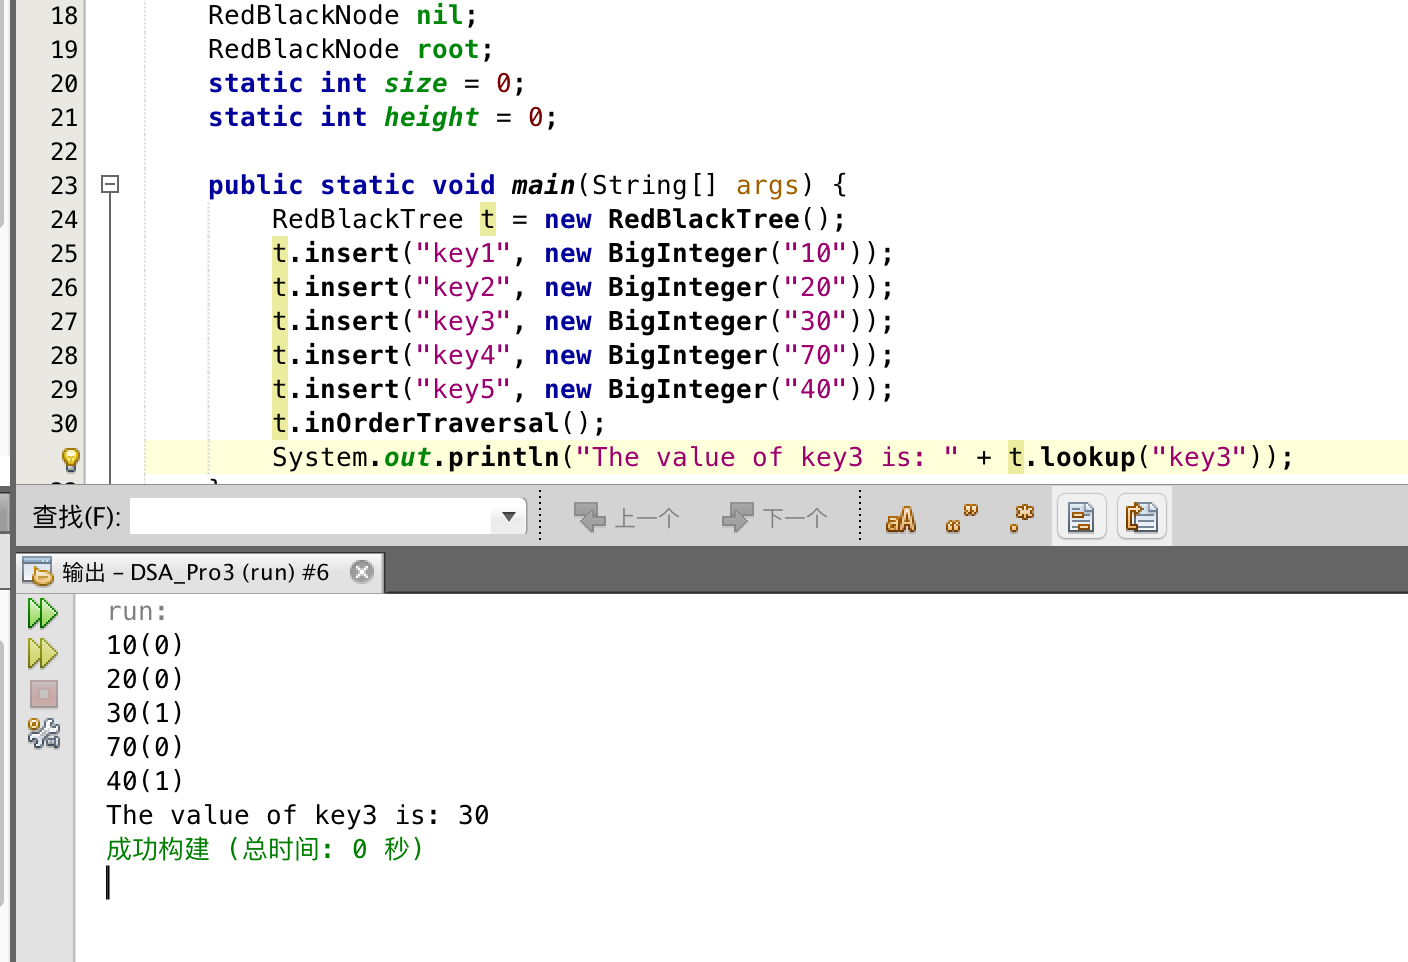 18 RedBlackNode nil;
19 RedBlackNode root;
20 static int size = 0;
21 static int height = 0;
22
23 public static void main(String[] args) {
24 RedBlackTree t = new RedBlackTree();
25 t.insert("key1", new BigInteger("10"));
26 t.insert("key2", new BigInteger("20"));
27 t.insert("key3", new BigInteger("30"));
28 t.insert("key4", new BigInteger("70"));
29 t.insert("key5", new BigInteger("40"));
30 t.inOrderTraversal();
System.out.println("The value of key3 is: " + t.lookup("key3"));
查找(F): 上一个 下一个
输出 – DSA_Pro3 (run) #6
run:
10(0)
20(0)
30(1)
70(0)
40(1)
The value of key3 is: 30
成功构建 (总时间: 0 秒)